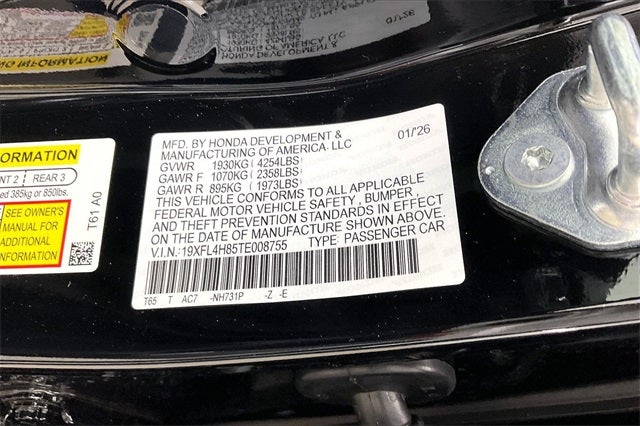 MFD. BY HONDA DEVELOPMENT & 01/'26
MANUFACTURING OF AMERICA. LLC
GVWR 1930KG ( 4254LBS)
GAWR F 1070KG ( 2358LBS)
GAWR R 895KG ( 1973LBS)
THIS VEHICLE CONFORMS TO ALL APPLICABLE
FEDERAL MOTOR VEHICLE SAFETY , BUMPER ,
AND THEFT PREVENTION STANDARDS IN EFFECT
ON THE DATE OF MANUFACTURE SHOWN ABOVE.
V.I.N.:19XFL4H85TE008755 TYPE: PASSENGER CAR
T65 T AC7 -NH731P -Z -E
ORMATION
NT 2 REAR 3
ed 385kg or 850lbs.
SEE OWNER'S
MANUAL FOR
ADDITIONAL
INFORMATION
T61 A0